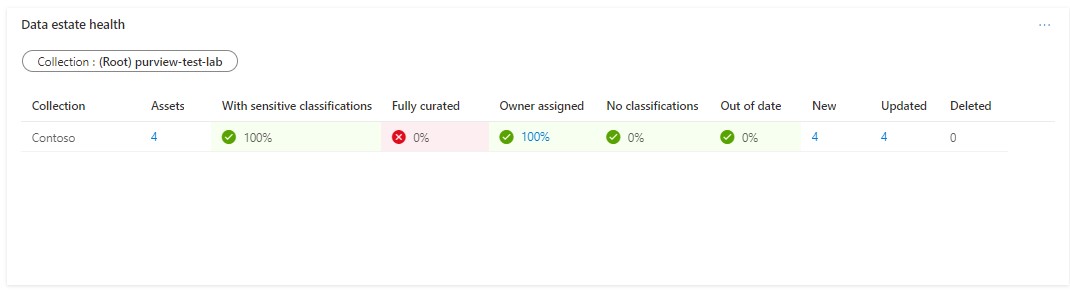 Data estate health
...
Collection : (Root) purview-test-lab
Collection Assets With sensitive classifications Fully curated Owner assigned No classifications Out of date New Updated Deleted
Contoso 4 100% 0% 100% 0% 0% 4 4 0